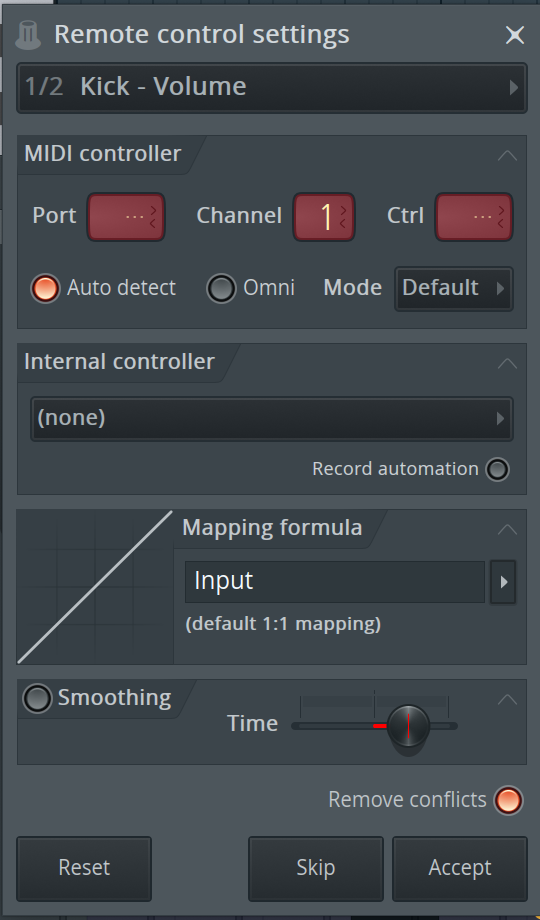 Remote control settings
1/2 Kick - Volume
MIDI controller
Port --- Channel 1 Ctrl ---
Auto detect Omni Mode Default
Internal controller
(none)
Record automation
Mapping formula
Input
(default 1:1 mapping)
Smoothing
Time
Remove conflicts
Reset Skip Accept